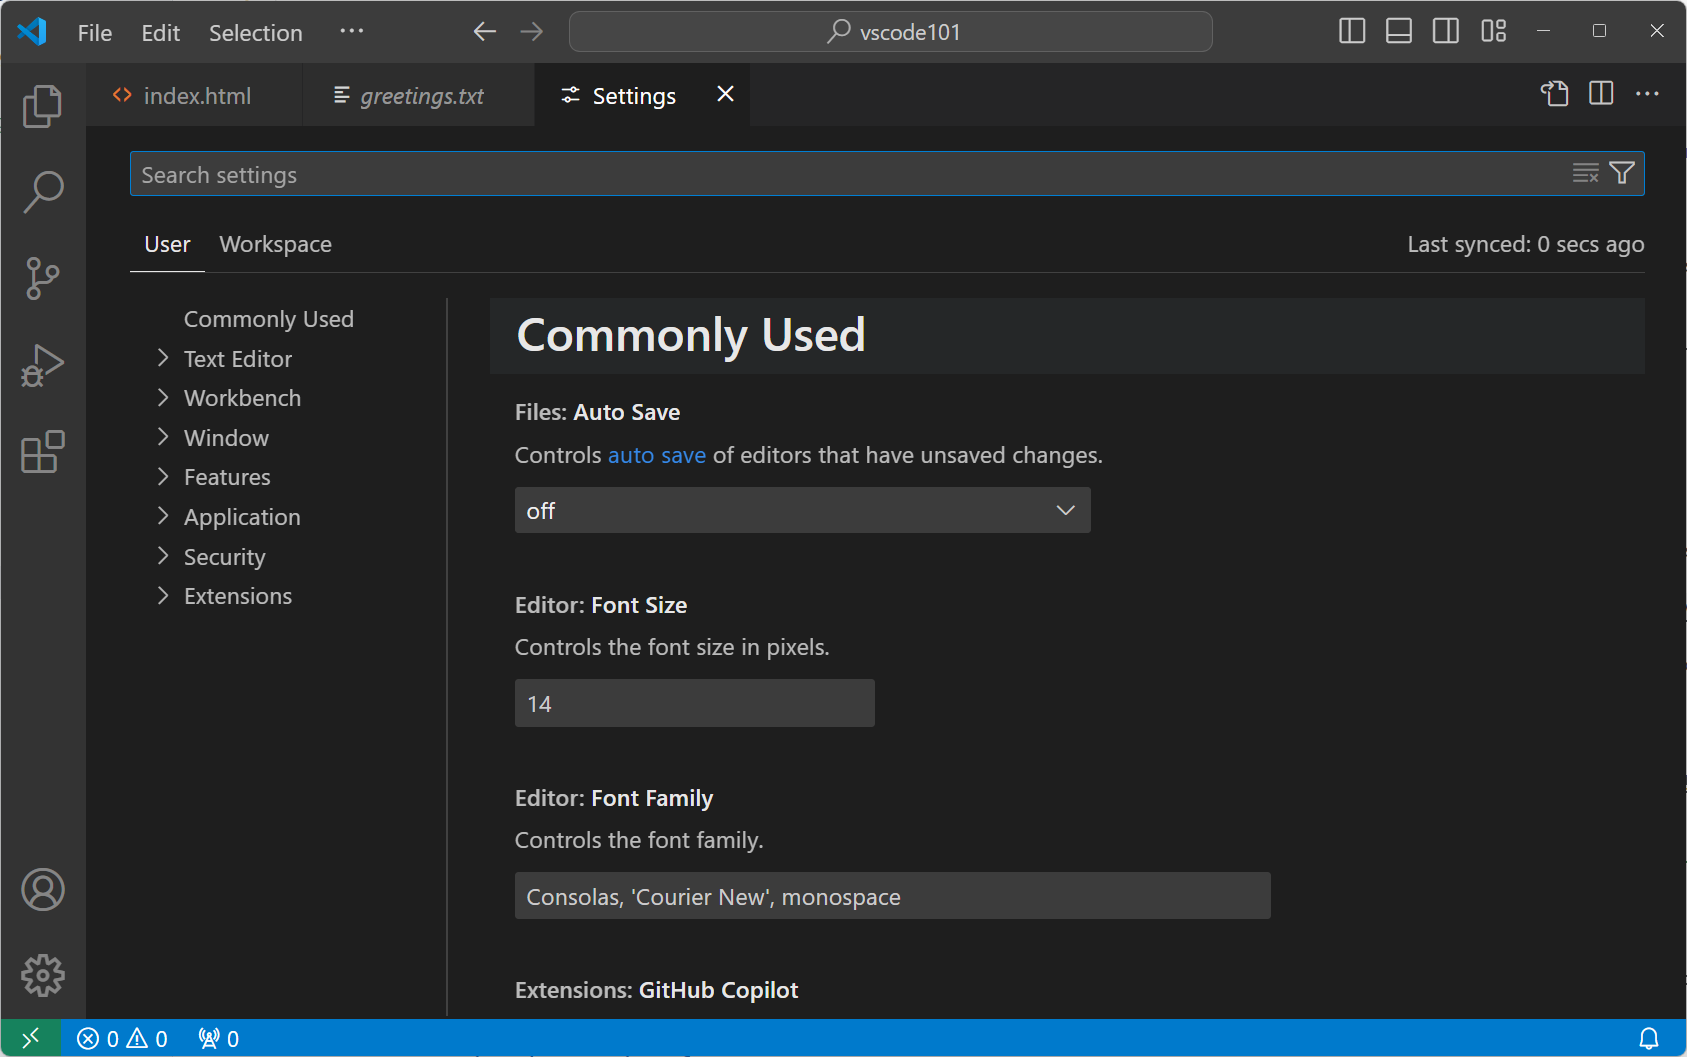 File Edit Selection ··· vscode101
index.html greetings.txt Settings
Search settings
User Workspace Last synced: 0 secs ago
Commonly Used
Text Editor
Workbench
Window
Features
Application
Security
Extensions
Commonly Used
Files: Auto Save
Controls auto save of editors that have unsaved changes.
off
Editor: Font Size
Controls the font size in pixels.
14
Editor: Font Family
Controls the font family.
Consolas, 'Courier New', monospace
Extensions: GitHub Copilot
0 0 0